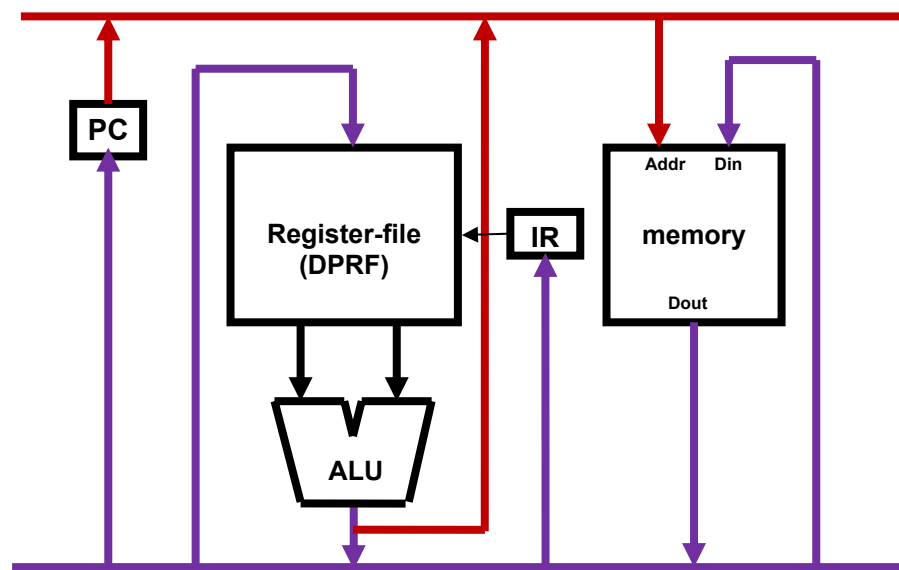 PC
Addr Din
Register-file
(DPRF)
IR
memory
Dout
ALU